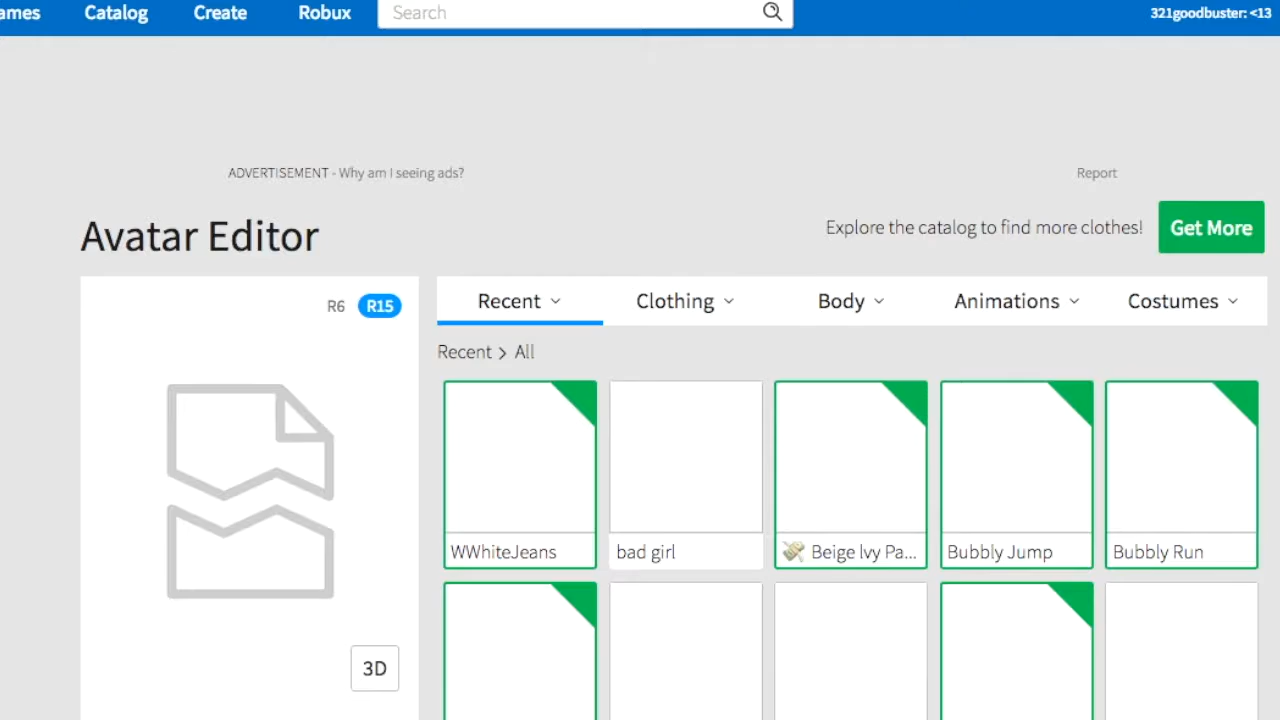 ames Catalog Create Robux Search 321goodbuster: <13
ADVERTISEMENT - Why am I seeing ads? Report
Avatar Editor Explore the catalog to find more clothes! Get More
R6 R15 Recent Clothing Body Animations Costumes
Recent > All
WWhiteJeans bad girl Beige lvy Pa... Bubbly Jump Bubbly Run
3D